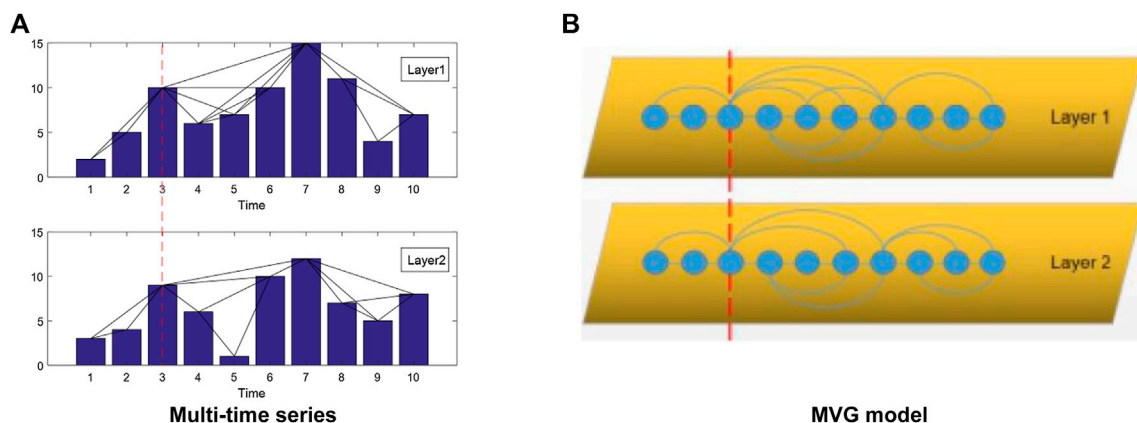 A
15
10
5
0
Layer1
1 2 3 4 5 6 7 8 9 10
Time
15
10
5
0
Layer2
1 2 3 4 5 6 7 8 9 10
Time
Multi-time series
B
Layer 1
Layer 2
MVG model